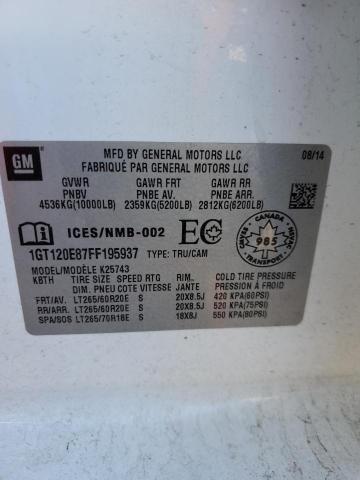 GM
MFD BY GENERAL MOTORS LLC
FABRIQUÉ PAR GENERAL MOTORS LLC
08/14
GVWR GAWR FRT GAWR RR
PNBV PNBE AV. PNBE ARR.
4536KG(10000LB) 2359KG(5200LB) 2812KG(6200LB)
ICES/NMB-002 EC
CANADA
985
TRANSPORT
1GT120E87FF195937 TYPE: TRU/CAM
MODEL/MODÈLE K25743
K8TH TIRE SIZE SPEED RTG RIM COLD TIRE PRESSURE
DIM. PNEU COTE VITESSE JANTE PRESSION À FROID
FRT/AV. LT265/60R20E S 20X8.5J 420 KPA(60PSI)
RR/ARR. LT265/60R20E S 20X8.5J 520 KPA(75PSI)
SPA/SOS LT265/70R18E S 18X8J 550 KPA(80PSI)